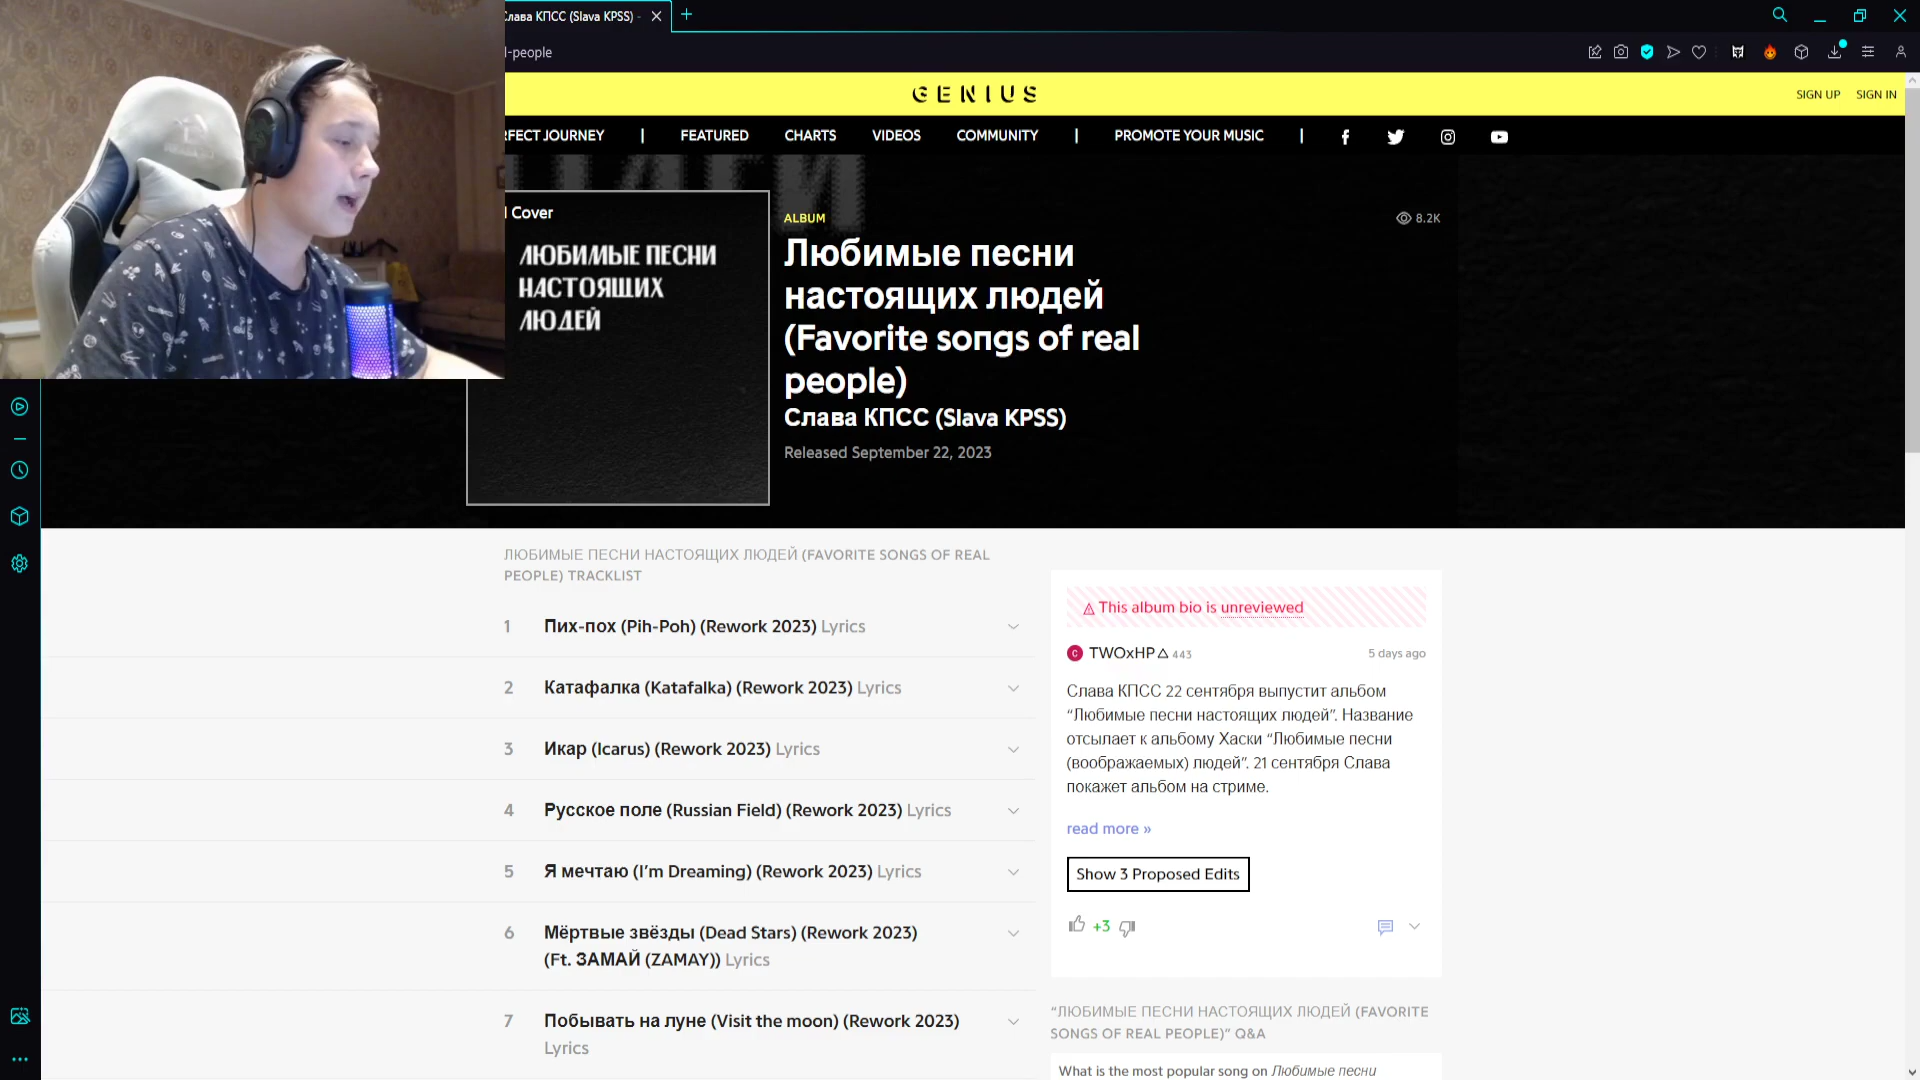 Слава КПСС (Slava KPSS) -
l-people
GENIUS
SIGN UP
SIGN IN
RFECT JOURNEY | FEATURED CHARTS VIDEOS COMMUNITY | PROMOTE YOUR MUSIC |
l Cover
ЛЮБИМЫЕ ПЕСНИ
НАСТОЯЩИХ
ЛЮДЕЙ
ALBUM
8.2K
Любимые песни
настоящих людей
(Favorite songs of real
people)
Слава КПСС (Slava KPSS)
Released September 22, 2023
ЛЮБИМЫЕ ПЕСНИ НАСТОЯЩИХ ЛЮДЕЙ (FAVORITE SONGS OF REAL
PEOPLE) TRACKLIST
1 Пих-пох (Pih-Poh) (Rework 2023) Lyrics
2 Катафалка (Katafalka) (Rework 2023) Lyrics
3 Икар (Icarus) (Rework 2023) Lyrics
4 Русское поле (Russian Field) (Rework 2023) Lyrics
5 Я мечтаю (I’m Dreaming) (Rework 2023) Lyrics
6 Мёртвые звёзды (Dead Stars) (Rework 2023)
(Ft. ЗАМАЙ (ZAMAY)) Lyrics
7 Побывать на луне (Visit the moon) (Rework 2023)
Lyrics
This album bio is unreviewed
TWOxHP 443
5 days ago
Слава КПСС 22 сентября выпустит альбом
“Любимые песни настоящих людей”. Название
отсылает к альбому Хаски “Любимые песни
(воображаемых) людей”. 21 сентября Слава
покажет альбом на стриме.
read more »
Show 3 Proposed Edits
+3
“ЛЮБИМЫЕ ПЕСНИ НАСТОЯЩИХ ЛЮДЕЙ (FAVORITE
SONGS OF REAL PEOPLE)” Q&A
What is the most popular song on Любимые песни